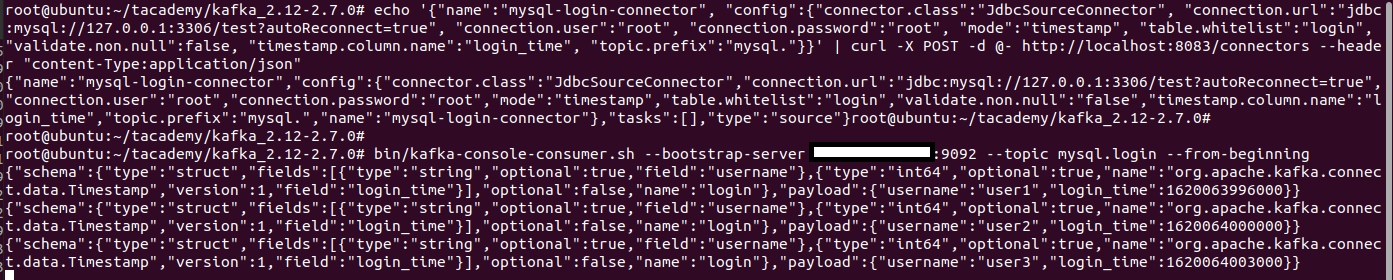 root@ubuntu:~/tacademy/kafka_2.12-2.7.0# echo '{"name":"mysql-login-connector", "config":{"connector.class":"JdbcSourceConnector", "connection.url":"jdbc
:mysql://127.0.0.1:3306/test?autoReconnect=true", "connection.user":"root", "connection.password":"root", "mode":"timestamp", "table.whitelist":"login",
"validate.non.null":false, "timestamp.column.name":"login_time", "topic.prefix":"mysql."}}' | curl -X POST -d @- http://localhost:8083/connectors --heade
r "content-Type:application/json"
{"name":"mysql-login-connector","config":{"connector.class":"JdbcSourceConnector","connection.url":"jdbc:mysql://127.0.0.1:3306/test?autoReconnect=true",
"connection.user":"root","connection.password":"root","mode":"timestamp","table.whitelist":"login","validate.non.null":"false","timestamp.column.name":"l
ogin_time","topic.prefix":"mysql.","name":"mysql-login-connector"},"tasks":[],"type":"source"}root@ubuntu:~/tacademy/kafka_2.12-2.7.0#
root@ubuntu:~/tacademy/kafka_2.12-2.7.0#
root@ubuntu:~/tacademy/kafka_2.12-2.7.0# bin/kafka-console-consumer.sh --bootstrap-server :9092 --topic mysql.login --from-beginning
{"schema":{"type":"struct","fields":[{"type":"string","optional":true,"field":"username"},{"type":"int64","optional":true,"name":"org.apache.kafka.connec
t.data.Timestamp","version":1,"field":"login_time"}],"optional":false,"name":"login"},"payload":{"username":"user1","login_time":1620063996000}}
{"schema":{"type":"struct","fields":[{"type":"string","optional":true,"field":"username"},{"type":"int64","optional":true,"name":"org.apache.kafka.connec
t.data.Timestamp","version":1,"field":"login_time"}],"optional":false,"name":"login"},"payload":{"username":"user2","login_time":1620064000000}}
{"schema":{"type":"struct","fields":[{"type":"string","optional":true,"field":"username"},{"type":"int64","optional":true,"name":"org.apache.kafka.connec
t.data.Timestamp","version":1,"field":"login_time"}],"optional":false,"name":"login"},"payload":{"username":"user3","login_time":1620064003000}}